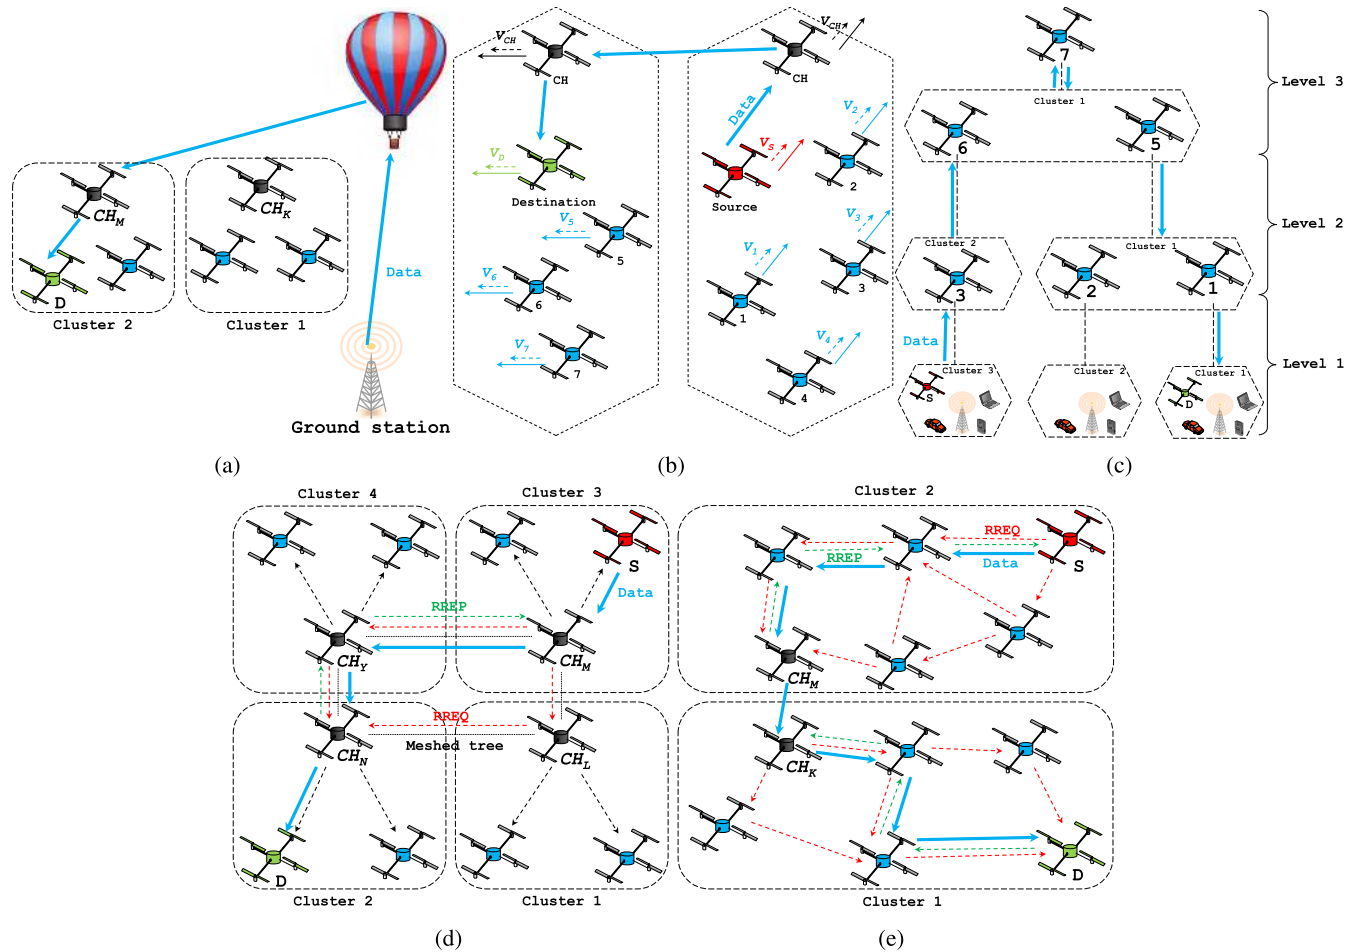 CH_M
D
Cluster 2
CH_K
Cluster 1
Data
Ground station
(a)
V_CH
CH
V_D
Destination
V_5
5
V_6
6
V_7
7
V_CH
CH
Data
V_S
Source
V_2
2
V_3
3
V_1
1
V_4
4
(b)
7
Cluster 1
6
5
Level 3
Cluster 2
3
Cluster 1
2
1
Level 2
Data
Cluster 3
S
Cluster 2
Cluster 1
D
Level 1
(c)
Cluster 4
Cluster 3
S
Data
RREP
CH_Y
CH_M
RREQ
Meshed tree
CH_N
CH_L
D
Cluster 2
Cluster 1
(d)
Cluster 2
RREQ
RREP
Data
S
CH_M
CH_K
D
Cluster 1
(e)